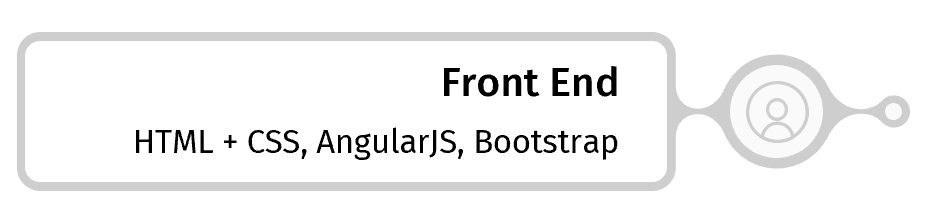 Front End
HTML + CSS, AngularJS, Bootstrap